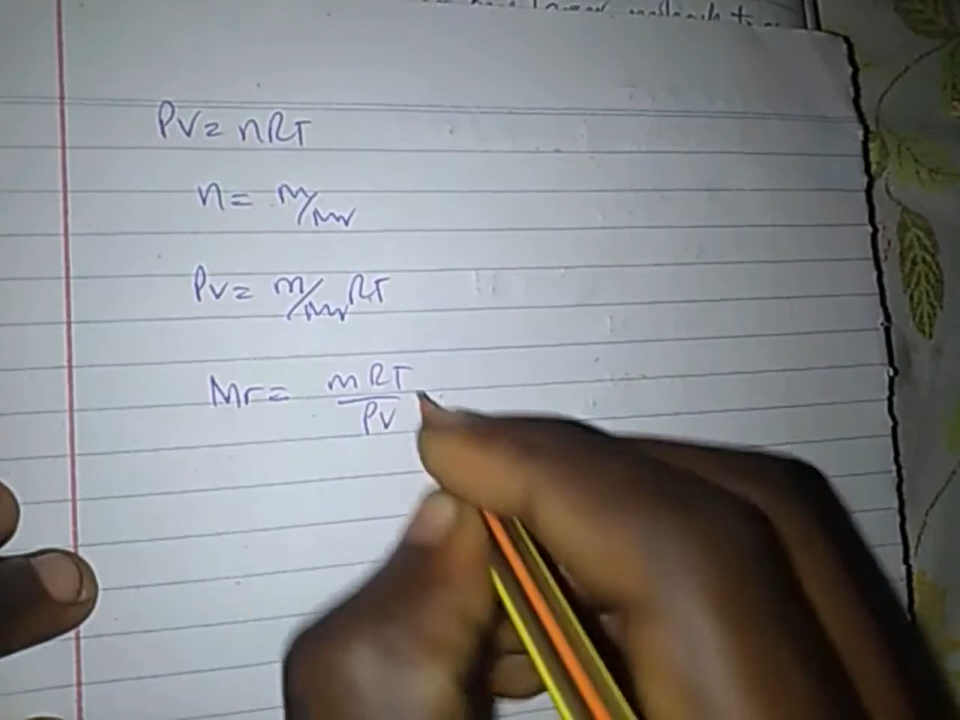 PV = nRT
n = m/Mr
PV = m/Mr RT
Mr = mRT/PV